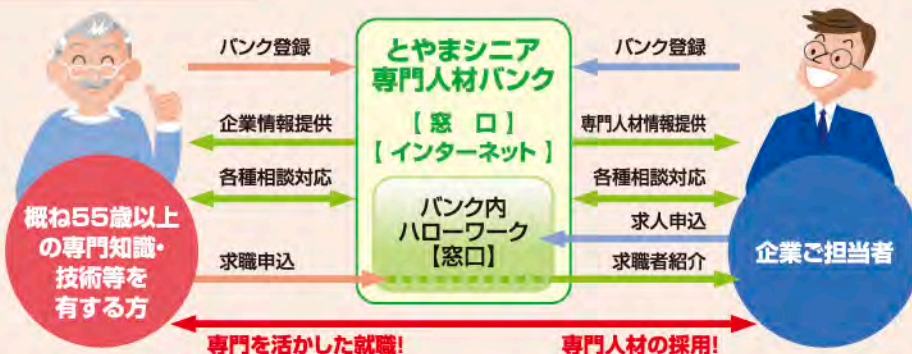 バンク登録
企業情報提供
各種相談対応
求職申込
概ね55歳以上
の専門知識・
技術等を
有する方
とやまシニア
専門人材バンク
【 窓 口 】
【 インターネット 】
バンク内
ハローワーク
【窓口】
バンク登録
専門人材情報提供
各種相談対応
求人申込
求職者紹介
企業ご担当者
専門を活かした就職!
専門人材の採用!